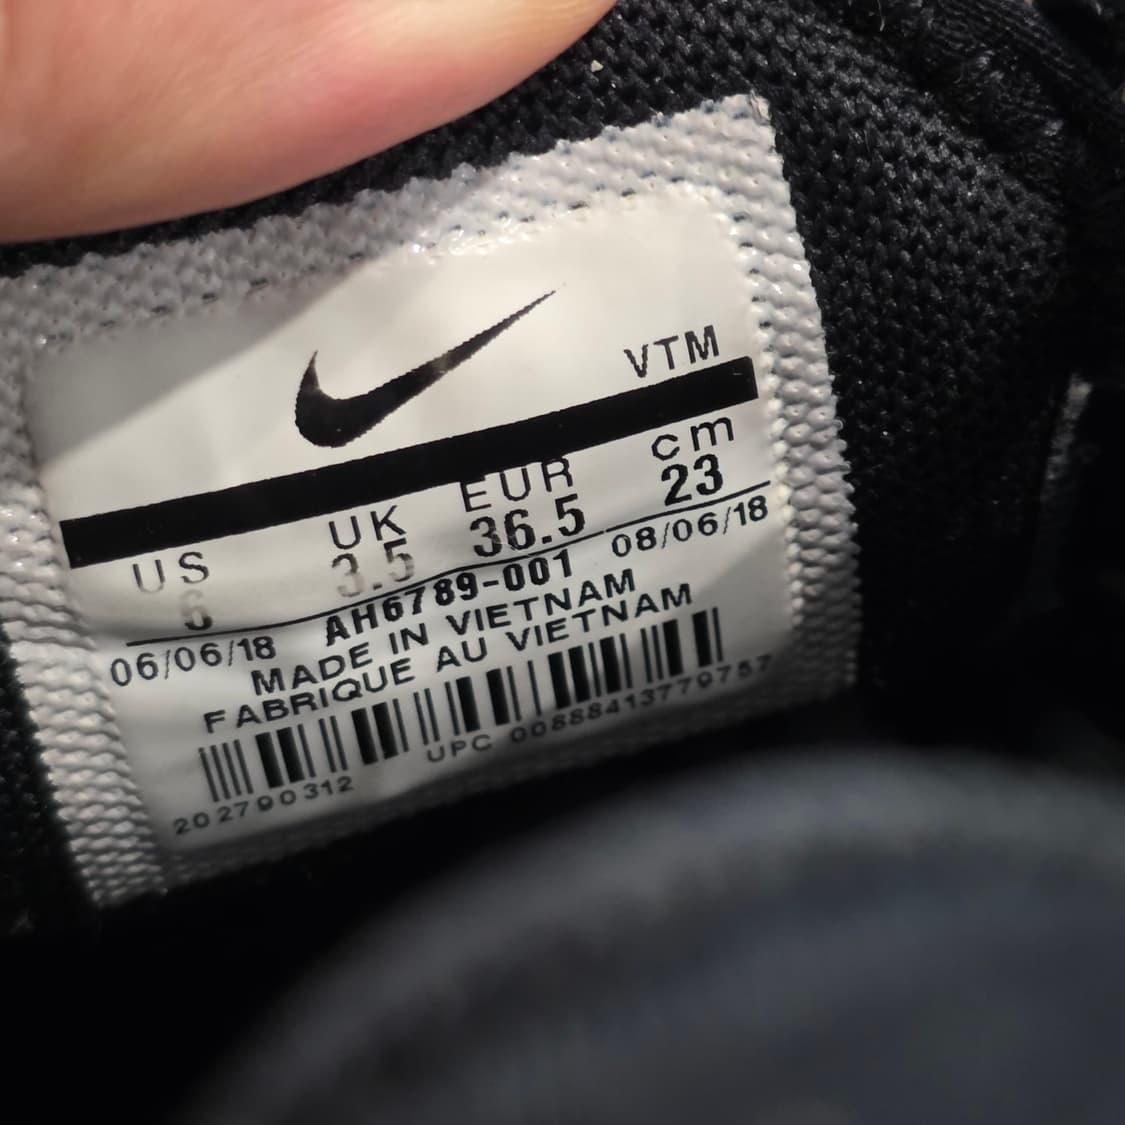 VTM
US UK EUR cm
6 3.5 36.5 23
06/06/18 AH6789-001 08/06/18
MADE IN VIETNAM
FABRIQUE AU VIETNAM
UPC 00888413779757
202790312